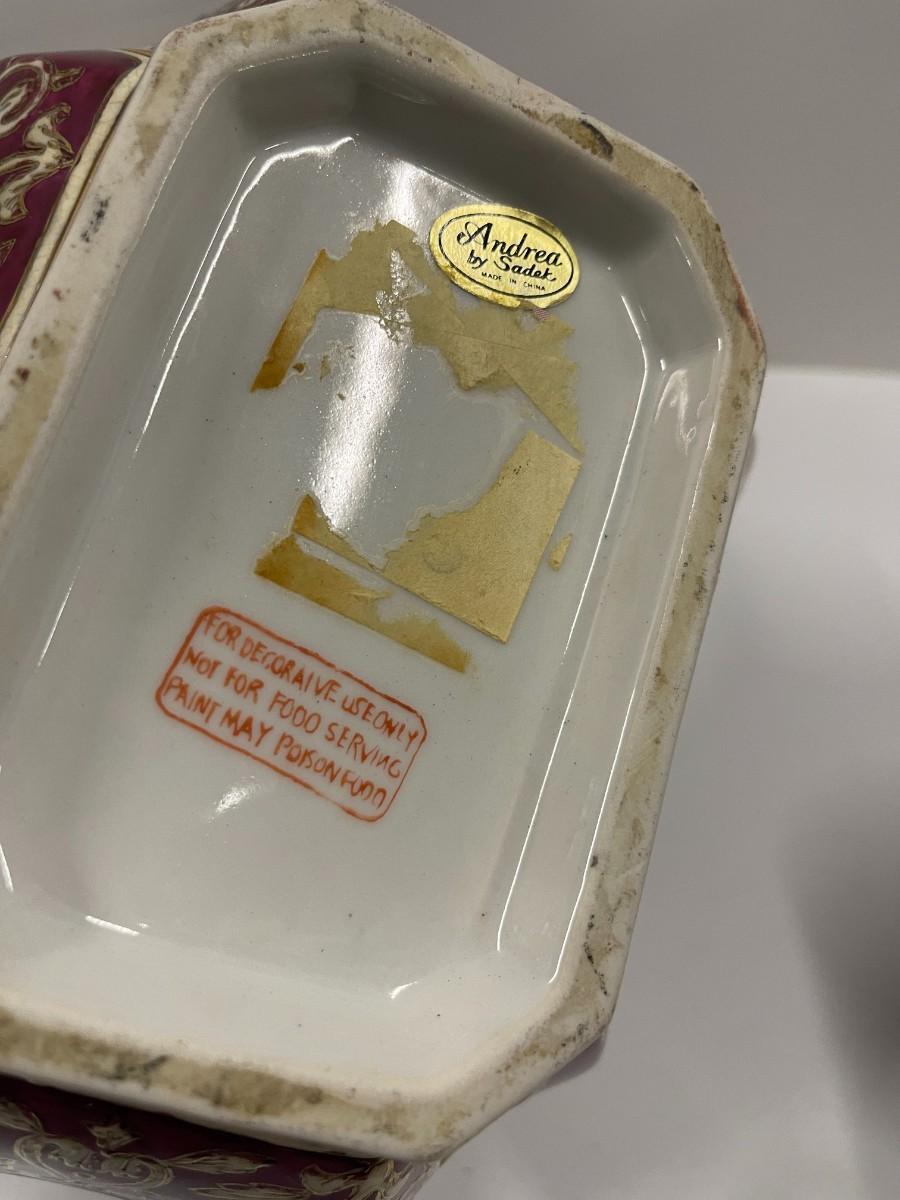 Andrea
by Sadek
MADE IN CHINA
FOR DECORAIVE USE ONLY
NOT FOR FOOD SERVING
PAINT MAY POISON FOOD